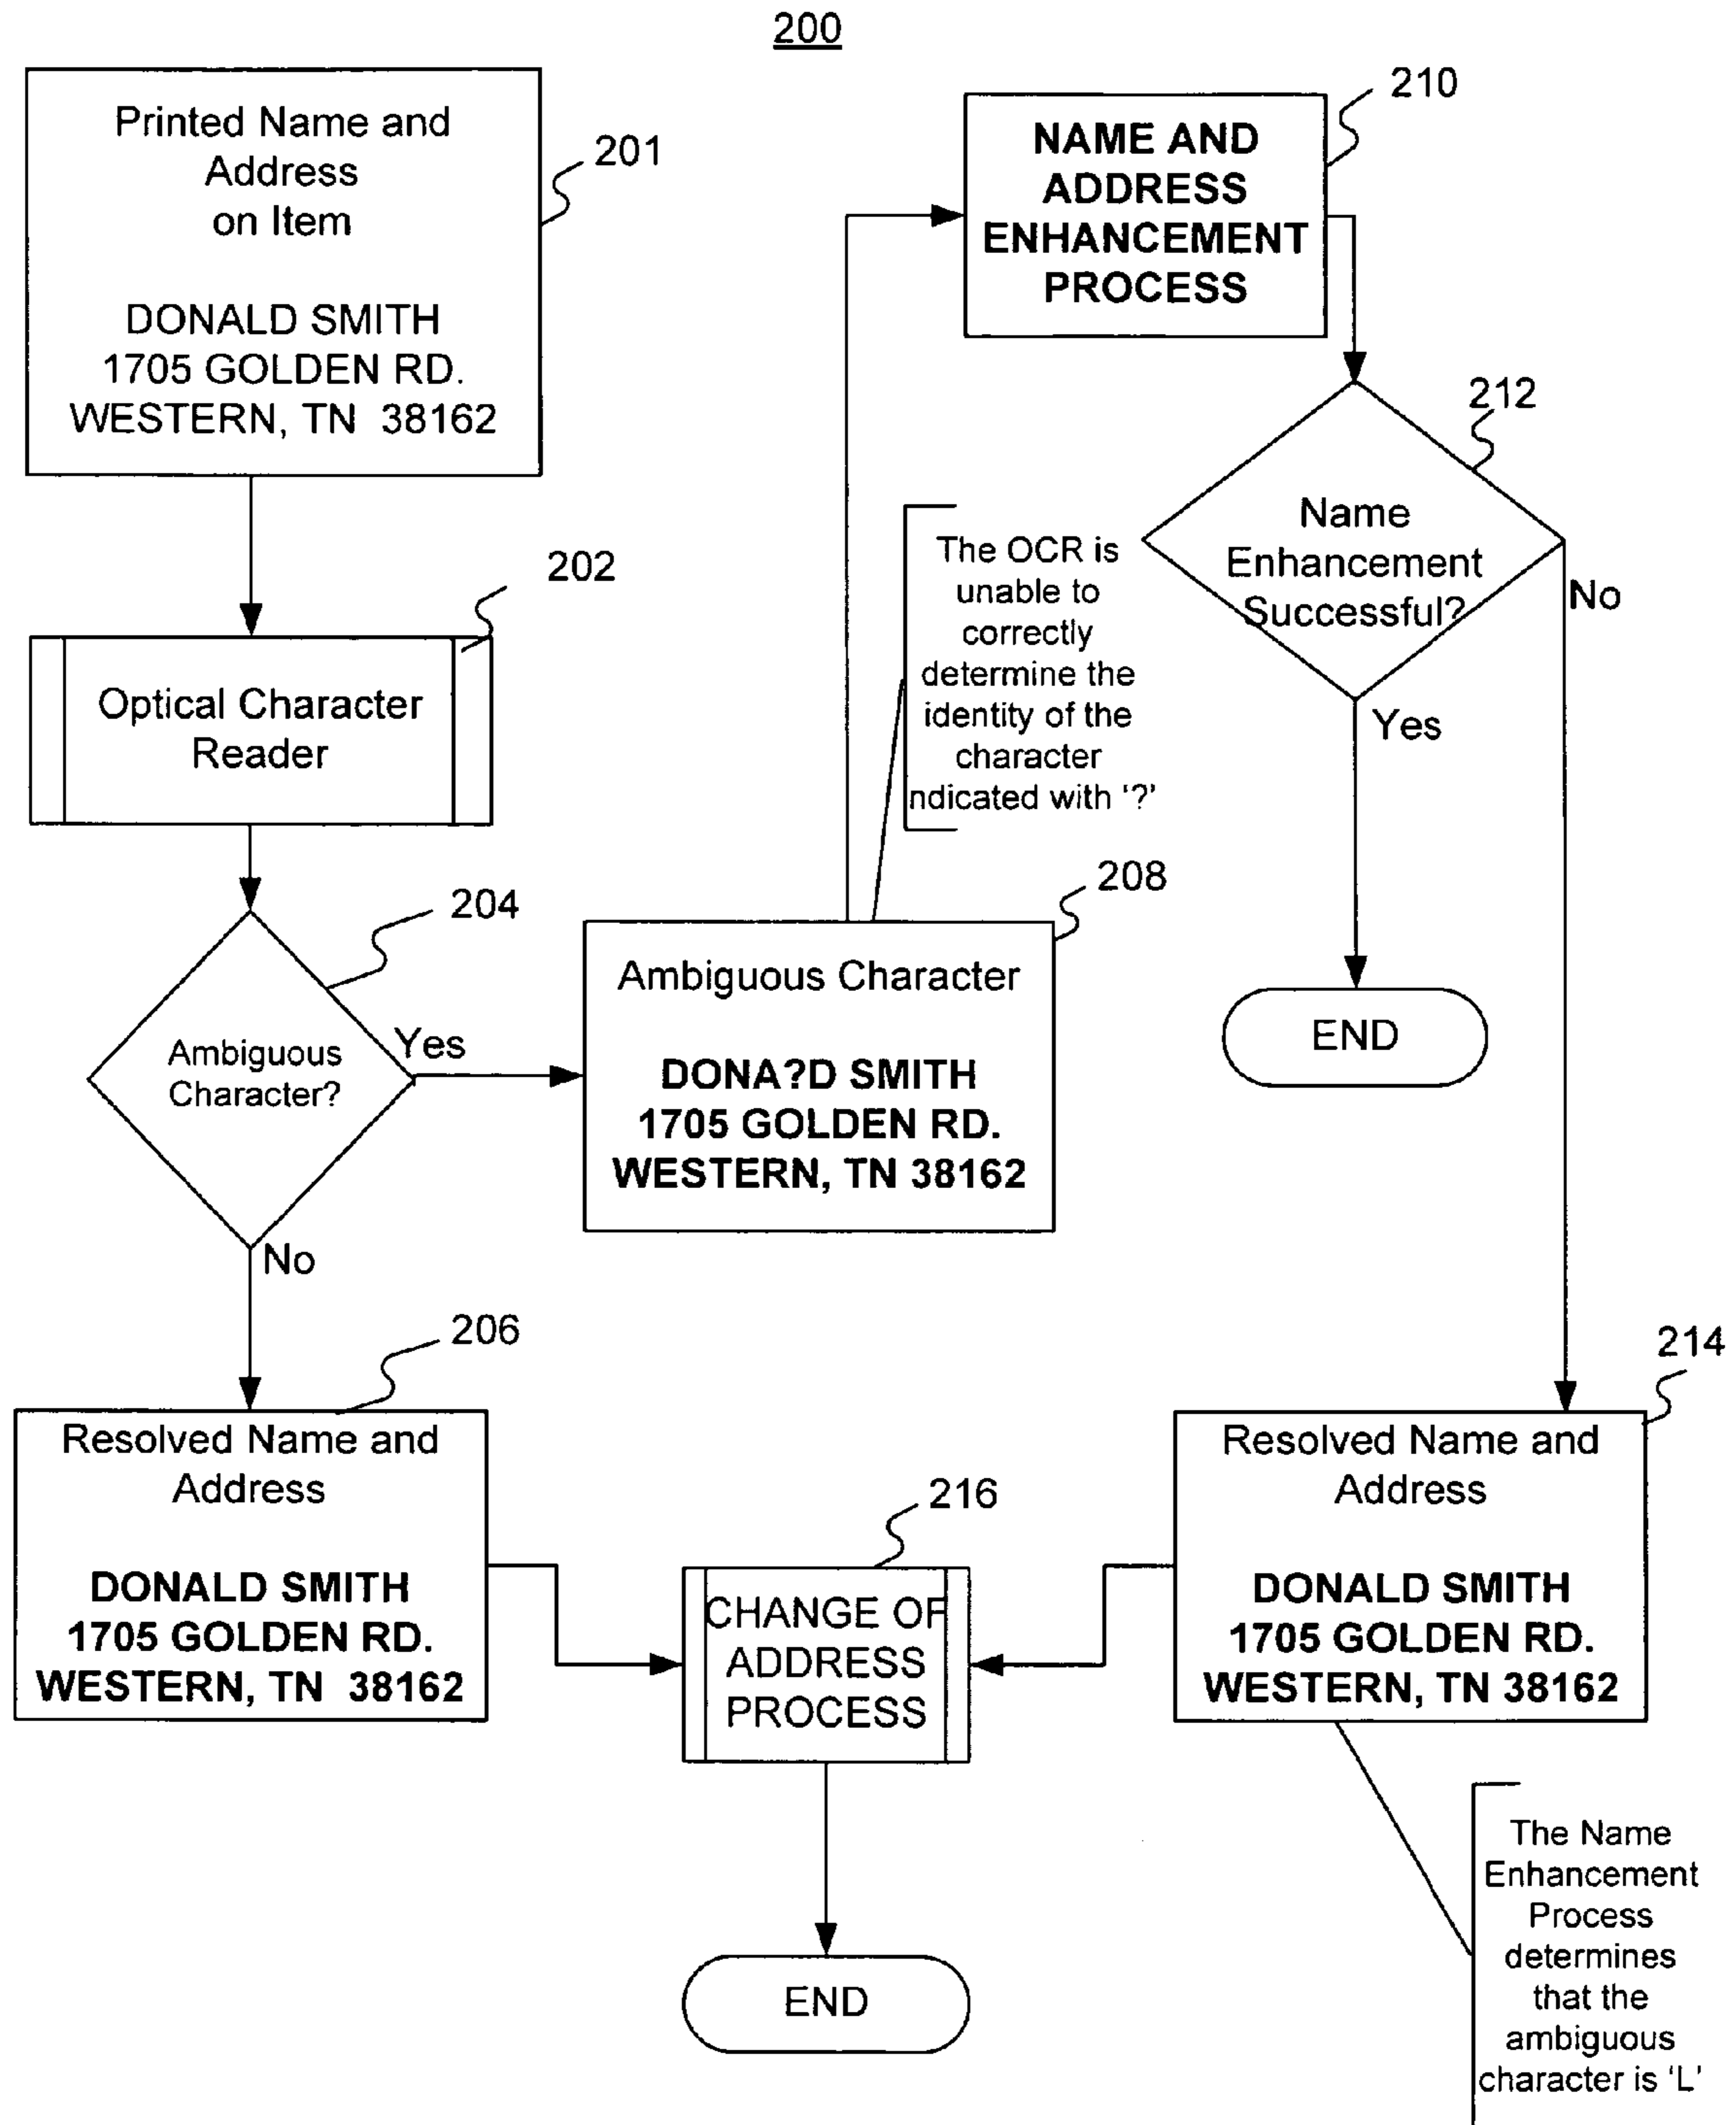 200
Printed Name and
Address
on Item
DONALD SMITH
1705 GOLDEN RD.
WESTERN, TN 38162
201
Optical Character
Reader
202
Ambiguous
Character?
204
Yes
No
Ambiguous Character
DONA?D SMITH
1705 GOLDEN RD.
WESTERN, TN 38162
208
The OCR is
unable to
correctly
determine the
identity of the
character
ndicated with ‘?’
NAME AND
ADDRESS
ENHANCEMENT
PROCESS
210
Name
Enhancement
Successful?
212
No
Yes
END
Resolved Name and
Address
DONALD SMITH
1705 GOLDEN RD.
WESTERN, TN 38162
206
CHANGE OF
ADDRESS
PROCESS
216
END
Resolved Name and
Address
DONALD SMITH
1705 GOLDEN RD.
WESTERN, TN 38162
214
The Name
Enhancement
Process
determines
that the
ambiguous
character is ‘L’